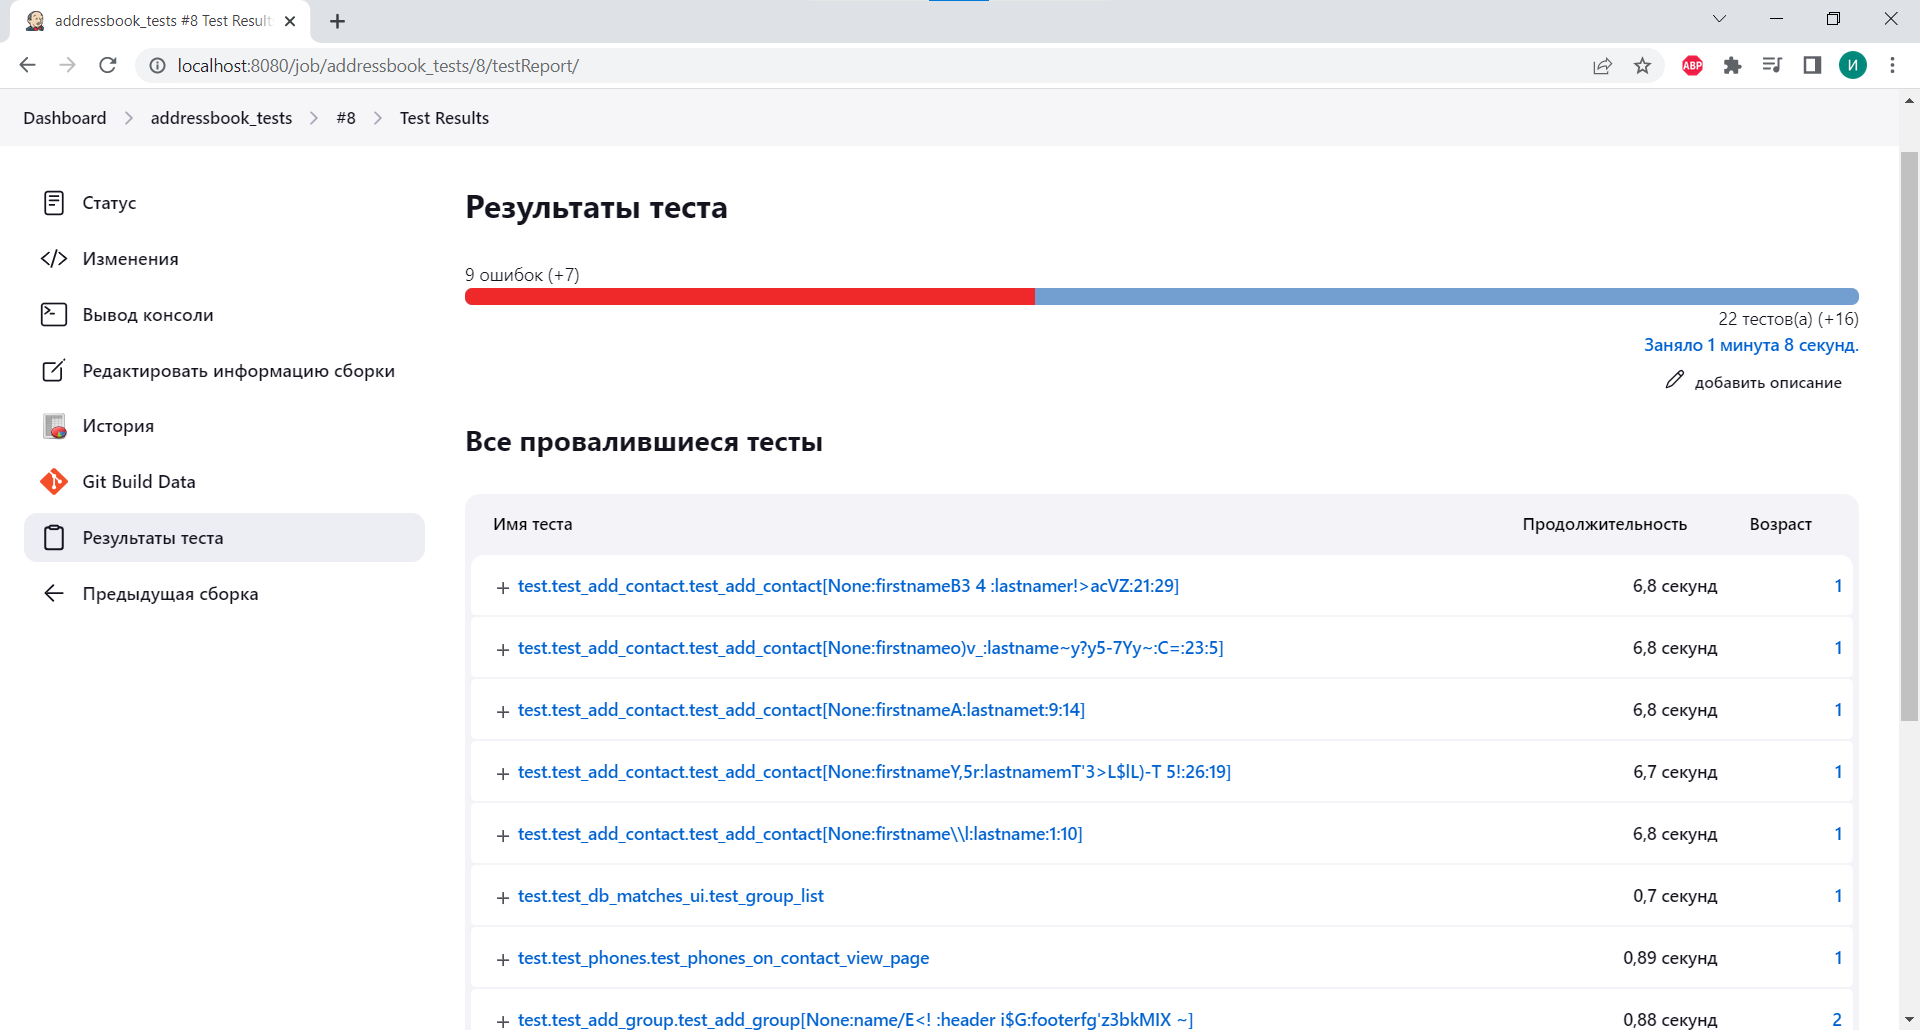 addressbook_tests #8 Test Result
localhost:8080/job/addressbook_tests/8/testReport/
ABP
И
Dashboard
addressbook_tests
#8
Test Results
Статус
Изменения
Вывод консоли
Редактировать информацию сборки
История
Git Build Data
Результаты теста
Предыдущая сборка
Результаты теста
9 ошибок (+7)
22 тестов(а) (+16)
Заняло 1 минута 8 секунд.
добавить описание
Все провалившиеся тесты
Имя теста Продолжительность Возраст
test.test_add_contact.test_add_contact[None:firstnameB3 4 :lastnamer!>acVZ:21:29] 6,8 секунд 1
test.test_add_contact.test_add_contact[None:firstnameo)v_:lastname~y?y5-7Yy~:C=:23:5] 6,8 секунд 1
test.test_add_contact.test_add_contact[None:firstnameA:lastnamet:9:14] 6,8 секунд 1
test.test_add_contact.test_add_contact[None:firstnameY,5r:lastnamemT'3>L$lL)-T 5!:26:19] 6,7 секунд 1
test.test_add_contact.test_add_contact[None:firstname\\l:lastname:1:10] 6,8 секунд 1
test.test_db_matches_ui.test_group_list 0,7 секунд 1
test.test_phones.test_phones_on_contact_view_page 0,89 секунд 1
test.test_add_group.test_add_group[None:name/E<! :header i$G:footerfg'z3bkMIX ~] 0,88 секунд 2